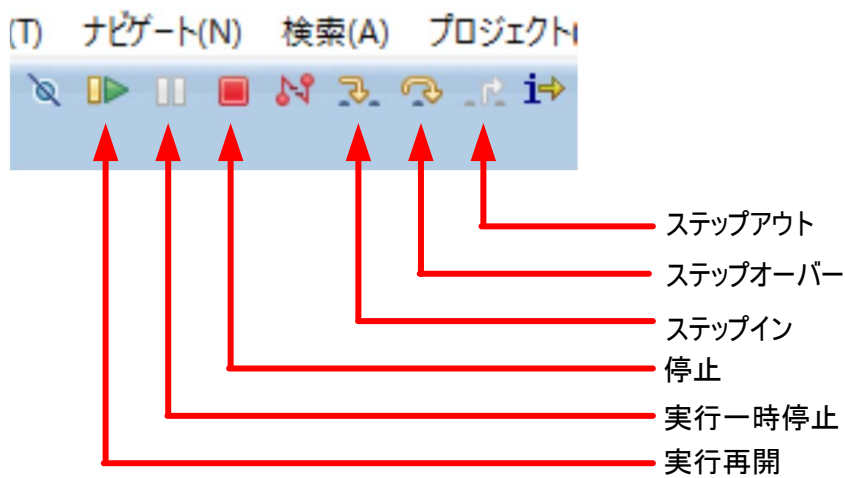 (T) ナビゲート(N) 検索(A) プロジェクト(
i
ステップアウト
ステップオーバー
ステップイン
停止
実行一時停止
実行再開